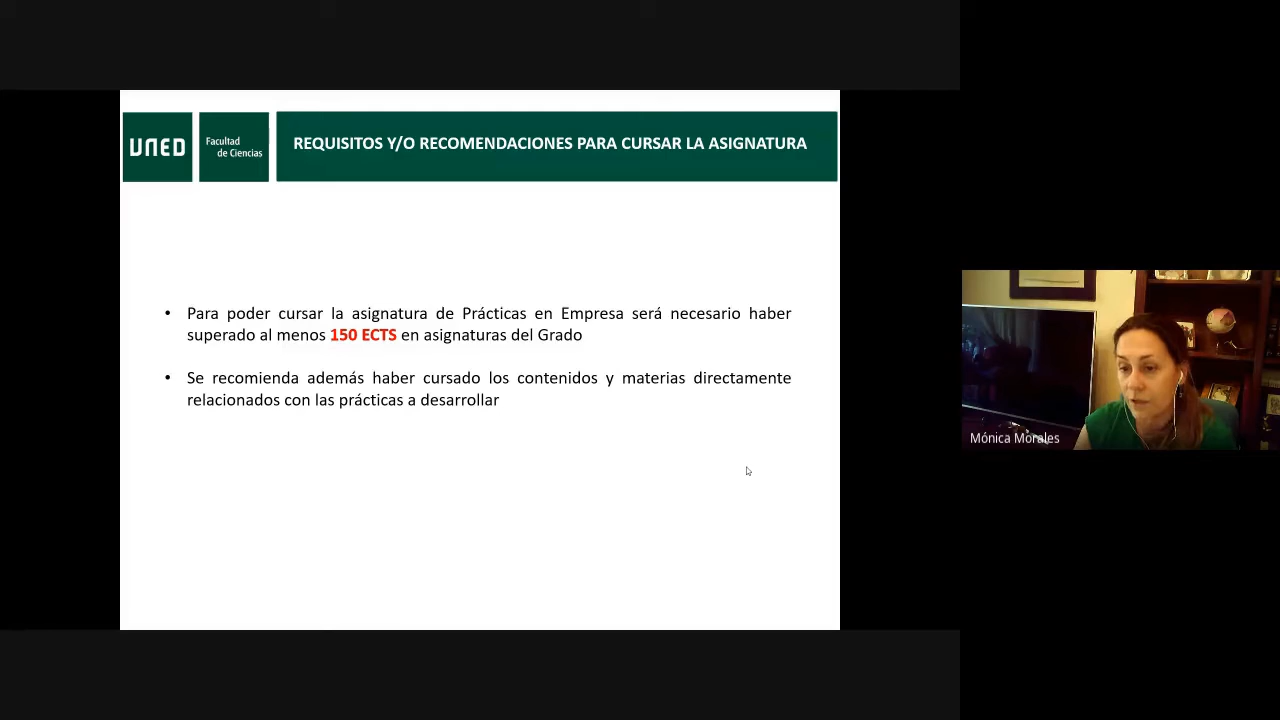 UNED
Facultad
de Ciencias
REQUISITOS Y/O RECOMENDACIONES PARA CURSAR LA ASIGNATURA
• Para poder cursar la asignatura de Prácticas en Empresa será necesario haber
superado al menos 150 ECTS en asignaturas del Grado
• Se recomienda además haber cursado los contenidos y materias directamente
relacionados con las prácticas a desarrollar
Mónica Morales